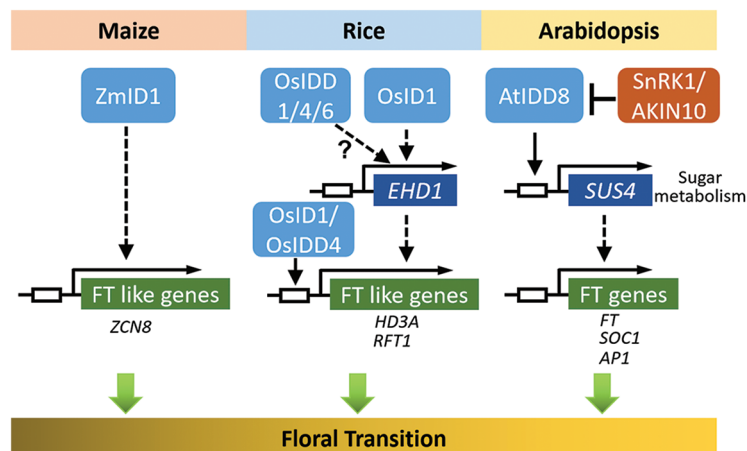 Maize
Rice
Arabidopsis
ZmID1
OsIDD
1/4/6
OsID1
AtIDD8
SnRK1/
AKIN10
?
EHD1
SUS4
Sugar
metabolism
OsID1/
OsIDD4
FT like genes
FT like genes
FT genes
ZCN8
HD3A
RFT1
FT
SOC1
AP1
Floral Transition